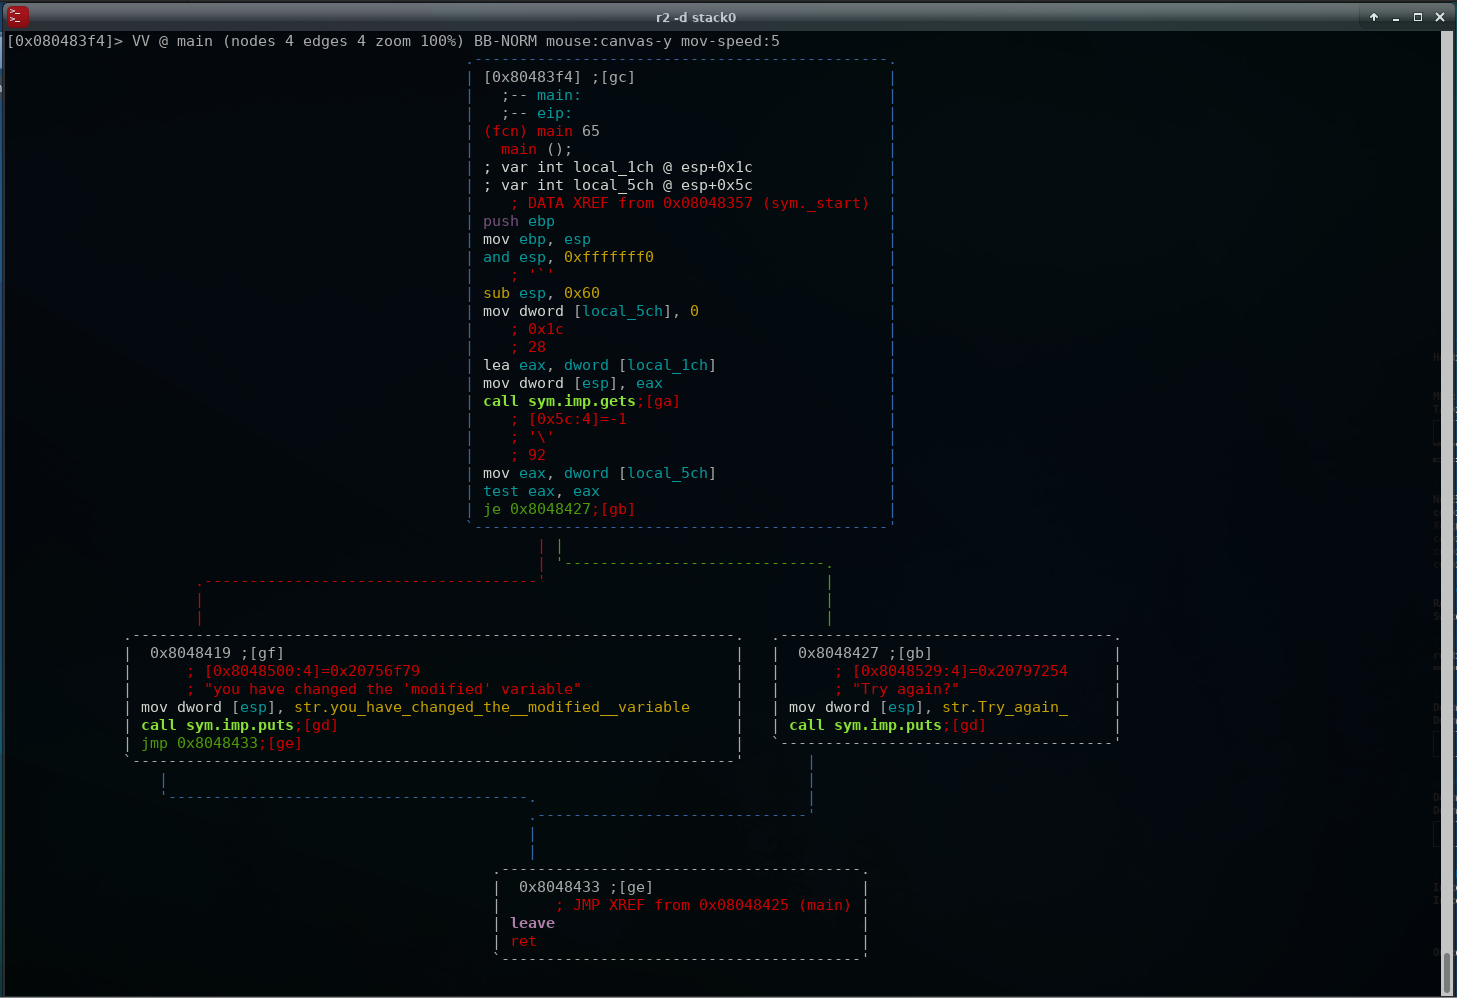 r2 -d stack0
[0x080483f4]> VV @ main (nodes 4 edges 4 zoom 100%) BB-NORM mouse:canvas-y mov-speed:5
[0x80483f4] ;[gc]
;-- main:
;-- eip:
(fcn) main 65
main ();
; var int local_1ch @ esp+0x1c
; var int local_5ch @ esp+0x5c
; DATA XREF from 0x08048357 (sym._start)
push ebp
mov ebp, esp
and esp, 0xfffffff0
; '`'
sub esp, 0x60
mov dword [local_5ch], 0
; 0x1c
; 28
lea eax, dword [local_1ch]
mov dword [esp], eax
call sym.imp.gets;[ga]
; [0x5c:4]=-1
; '\'
; 92
mov eax, dword [local_5ch]
test eax, eax
je 0x8048427;[gb]
0x8048419 ;[gf]
; [0x8048500:4]=0x20756f79
; "you have changed the 'modified' variable"
mov dword [esp], str.you_have_changed_the__modified__variable
call sym.imp.puts;[gd]
jmp 0x8048433;[ge]
0x8048427 ;[gb]
; [0x8048529:4]=0x20797254
; "Try again?"
mov dword [esp], str.Try_again_
call sym.imp.puts;[gd]
0x8048433 ;[ge]
; JMP XREF from 0x08048425 (main)
leave
ret